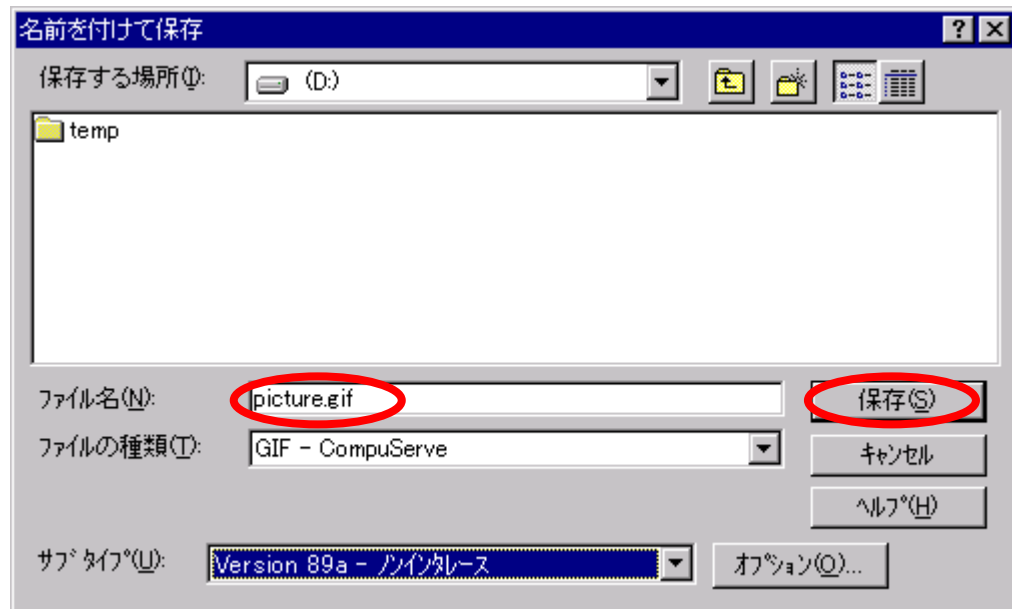 名前を付けて保存
保存する場所(I): (D:)
temp
ファイル名(N): picture.gif 保存(S)
ファイルの種類(T): GIF - CompuServe キャンセル
ヘルプ(H)
サブタイプ(U): Version 89a - ノンインタレース オプション(O)...